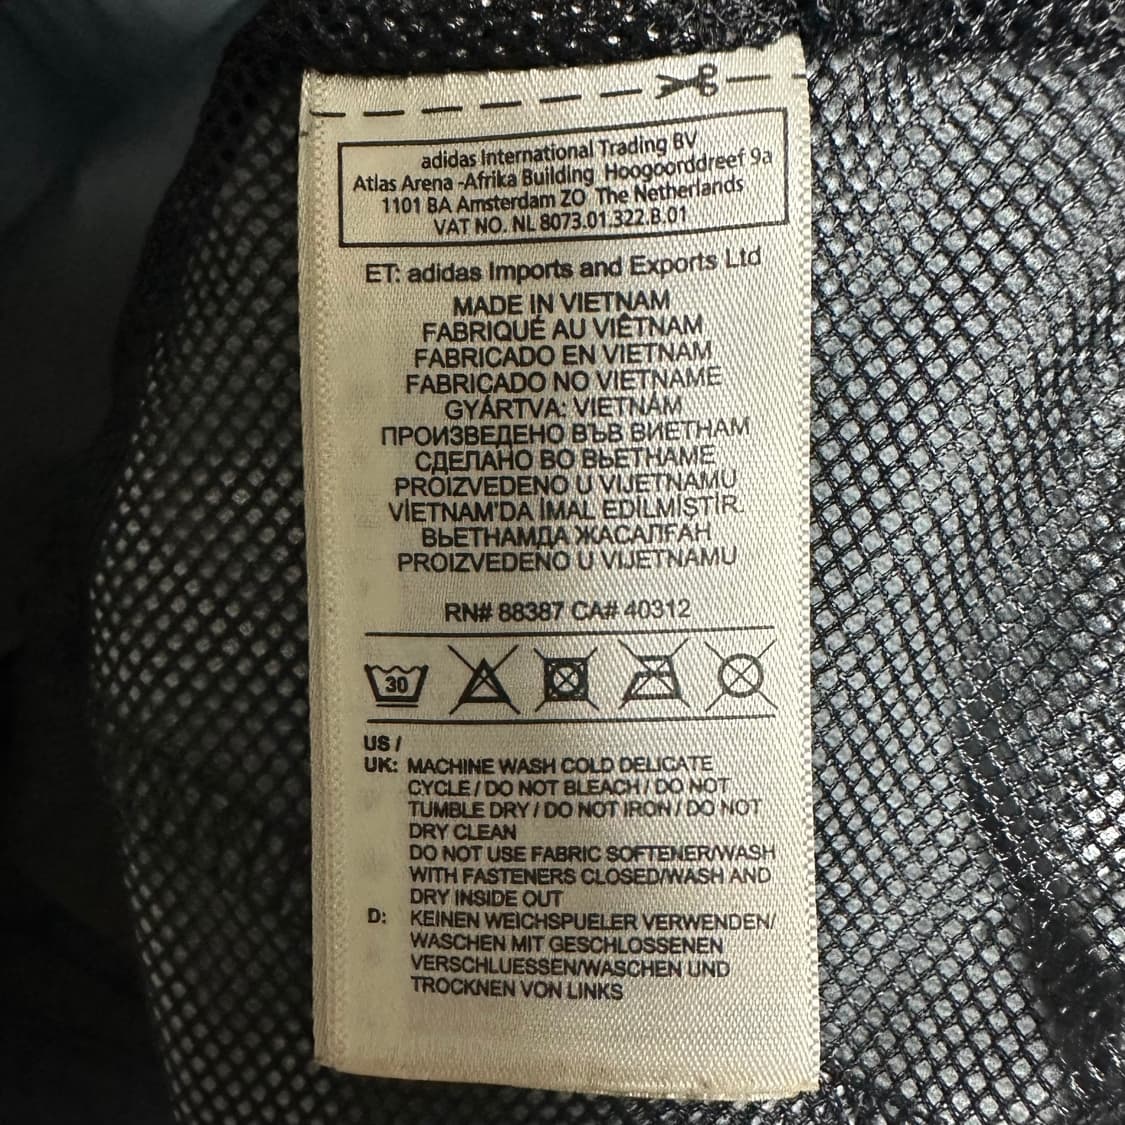 adidas International Trading BV
Atlas Arena -Afrika Building Hoogoorddreef 9a
1101 BA Amsterdam ZO The Netherlands
VAT NO. NL 8073.01.322.B.01
ET: adidas Imports and Exports Ltd
MADE IN VIETNAM
FABRIQUÉ AU VIÊTNAM
FABRICADO EN VIETNAM
FABRICADO NO VIETNAME
GYÁRTVA: VIETNÁM
ПРОИЗВЕДЕНО ВЪВ ВИЕТНАМ
СДЕЛАНО ВО ВЬЕТНАМЕ
PROIZVEDENO U VIJETNAMU
VİETNAM'DA İMAL EDİLMİŞTİR.
ВЬЕТНАМДА ЖАСАЛҒАН
PROIZVEDENO U VIJETNAMU
RN# 88387 CA# 40312
30
US /
UK: MACHINE WASH COLD DELICATE
CYCLE / DO NOT BLEACH / DO NOT
TUMBLE DRY / DO NOT IRON / DO NOT
DRY CLEAN
DO NOT USE FABRIC SOFTENER/WASH
WITH FASTENERS CLOSED/WASH AND
DRY INSIDE OUT
D: KEINEN WEICHSPUELER VERWENDEN/
WASCHEN MIT GESCHLOSSENEN
VERSCHLUESSEN/WASCHEN UND
TROCKNEN VON LINKS